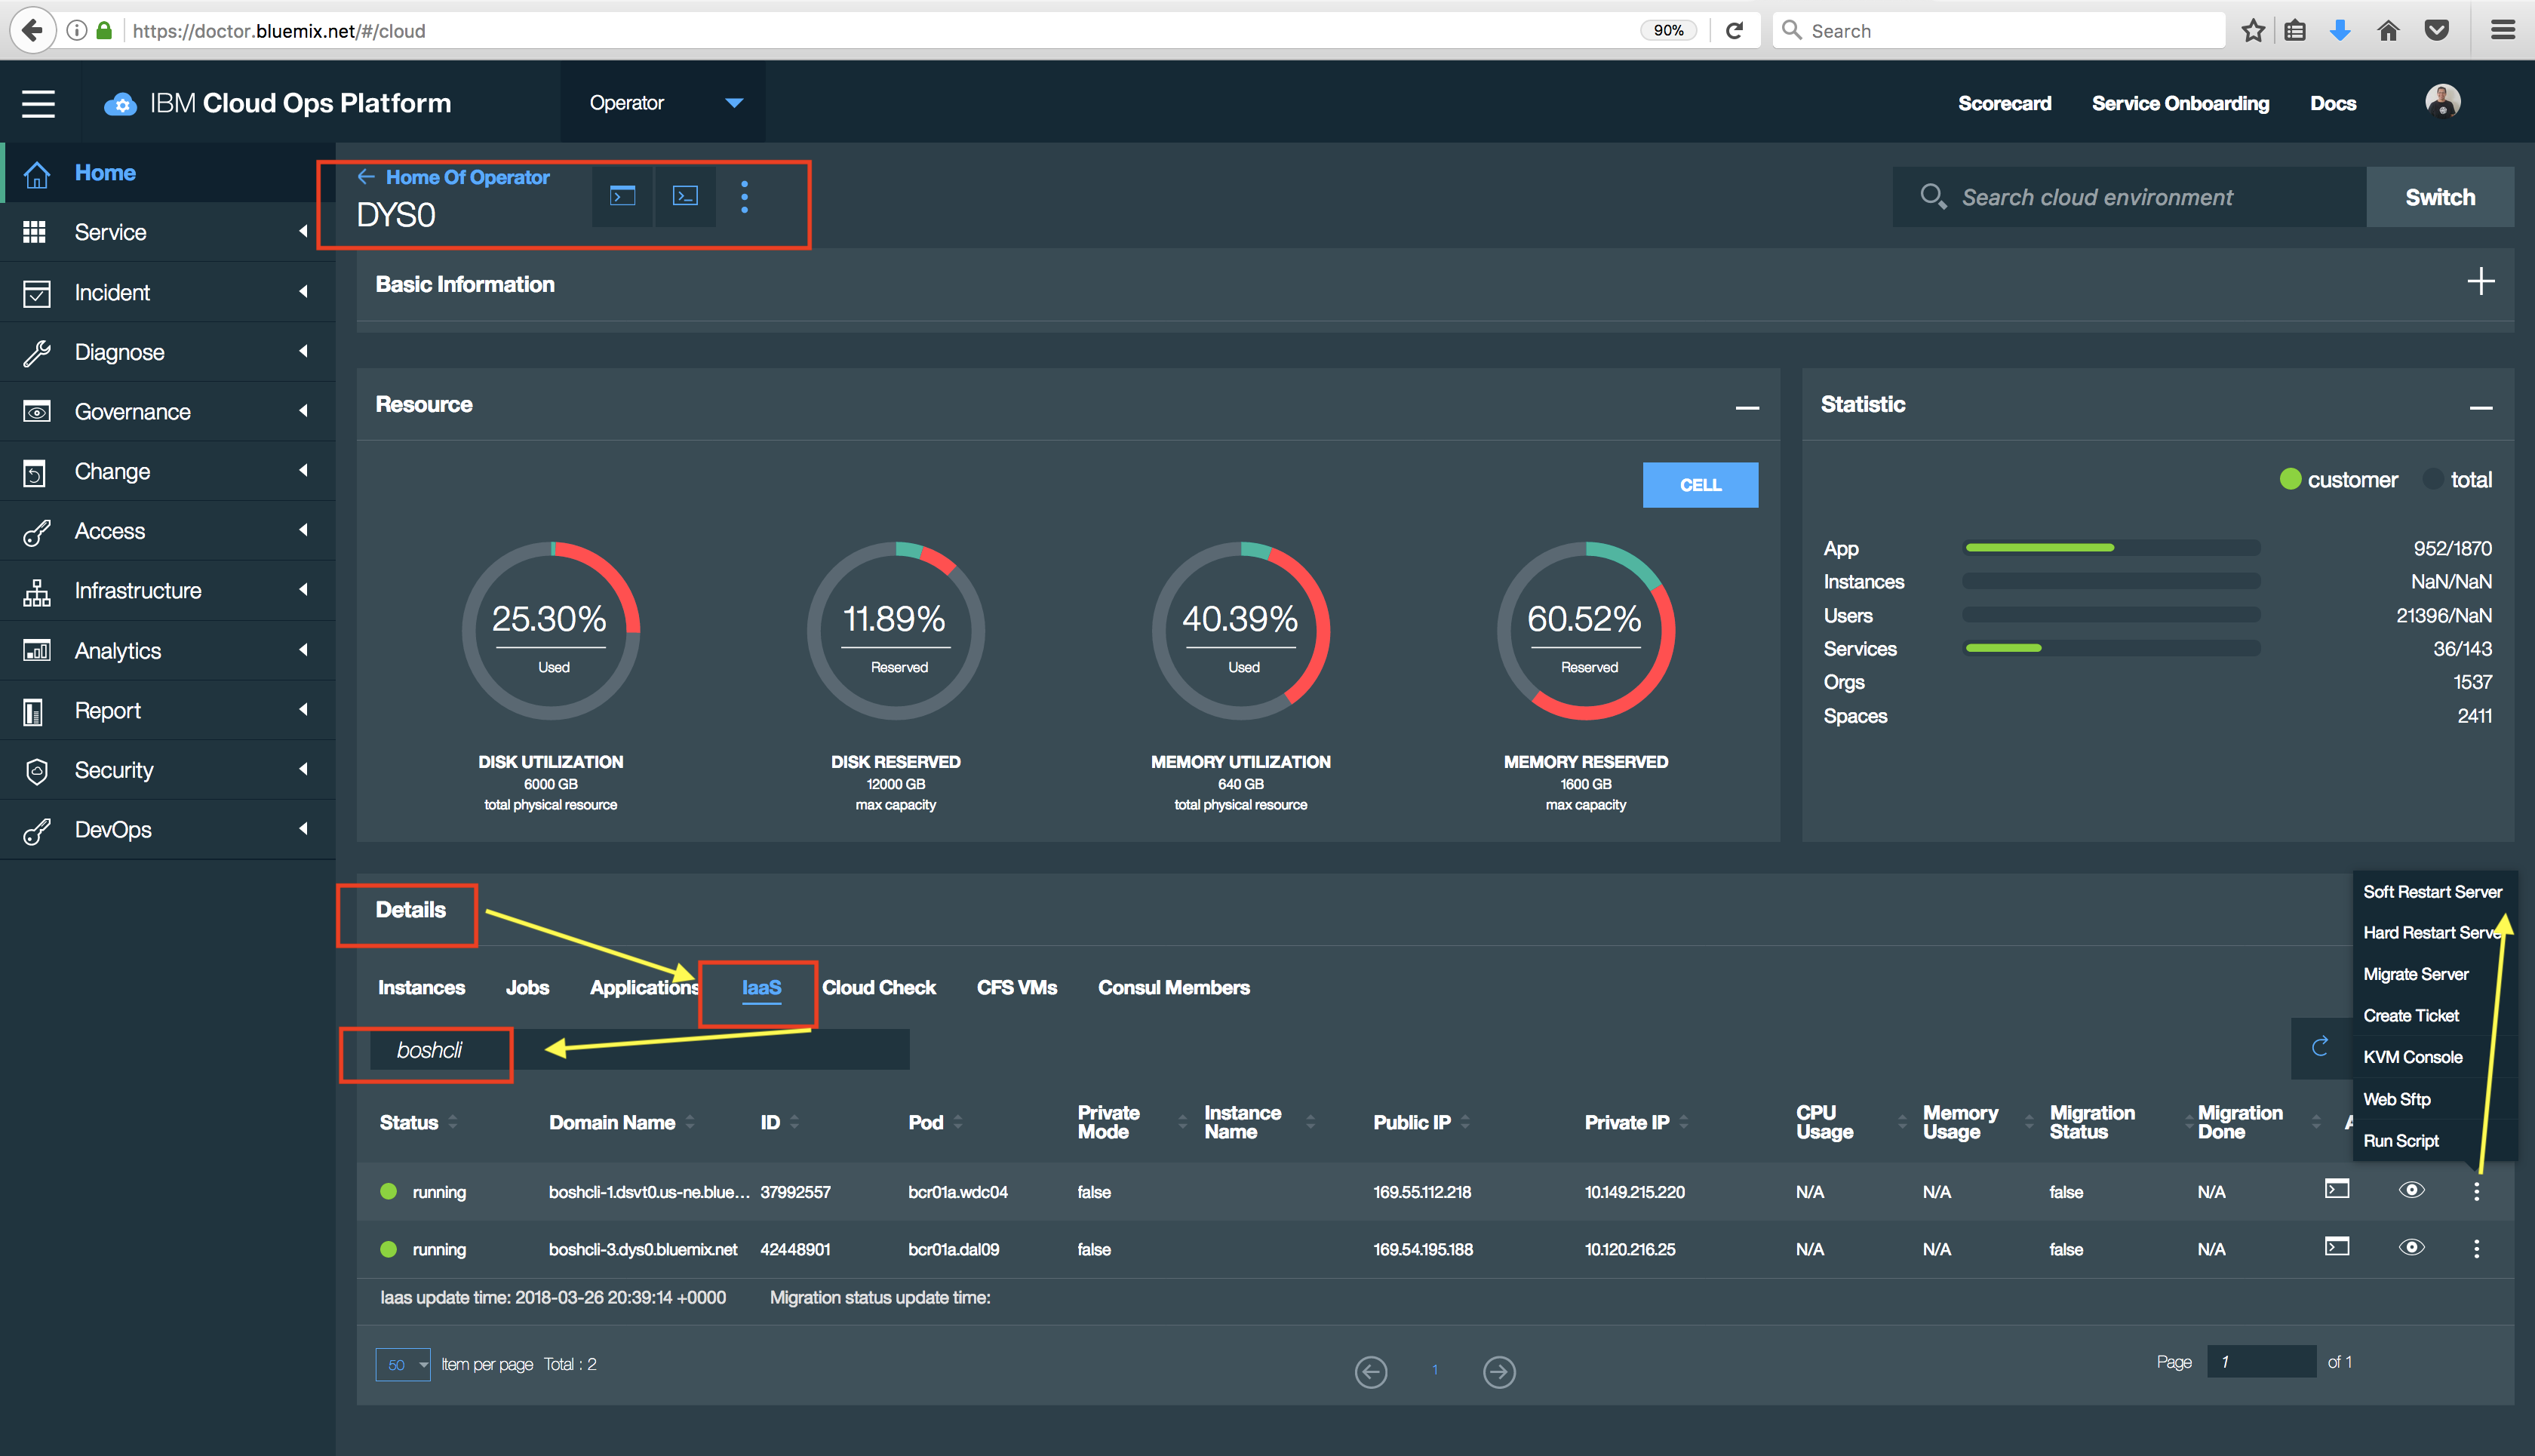 https://doctor.bluemix.net/#/cloud
90%
Search
IBM Cloud Ops Platform
Operator
Scorecard
Service Onboarding
Docs
Home
Service
Incident
Diagnose
Governance
Change
Access
Infrastructure
Analytics
Report
Security
DevOps
Home Of Operator
DYS0
Search cloud environment
Switch
Basic Information
Resource
CELL
25.30%
Used
DISK UTILIZATION
6000 GB
total physical resource
11.89%
Reserved
DISK RESERVED
12000 GB
max capacity
40.39%
Used
MEMORY UTILIZATION
640 GB
total physical resource
60.52%
Reserved
MEMORY RESERVED
1600 GB
max capacity
Statistic
customer total
App 952/1870
Instances NaN/NaN
Users 21396/NaN
Services 36/143
Orgs 1537
Spaces 2411
Details
Instances Jobs Applications IaaS Cloud Check CFS VMs Consul Members
boshcli
Soft Restart Server
Hard Restart Serve
Migrate Server
Create Ticket
KVM Console
Web Sftp
Run Script
Status Domain Name ID Pod Private Mode Instance Name Public IP Private IP CPU Usage Memory Usage Migration Status Migration Done A
running boshcli-1.dsvt0.us-ne.blue... 37992557 bcr01a.wdc04 false 169.55.112.218 10.149.215.220 N/A N/A false N/A
running boshcli-3.dys0.bluemix.net 42448901 bcr01a.dal09 false 169.54.195.188 10.120.216.25 N/A N/A false N/A
Iaas update time: 2018-03-26 20:39:14 +0000 Migration status update time:
50 Item per page Total : 2
1
Page 1 of 1